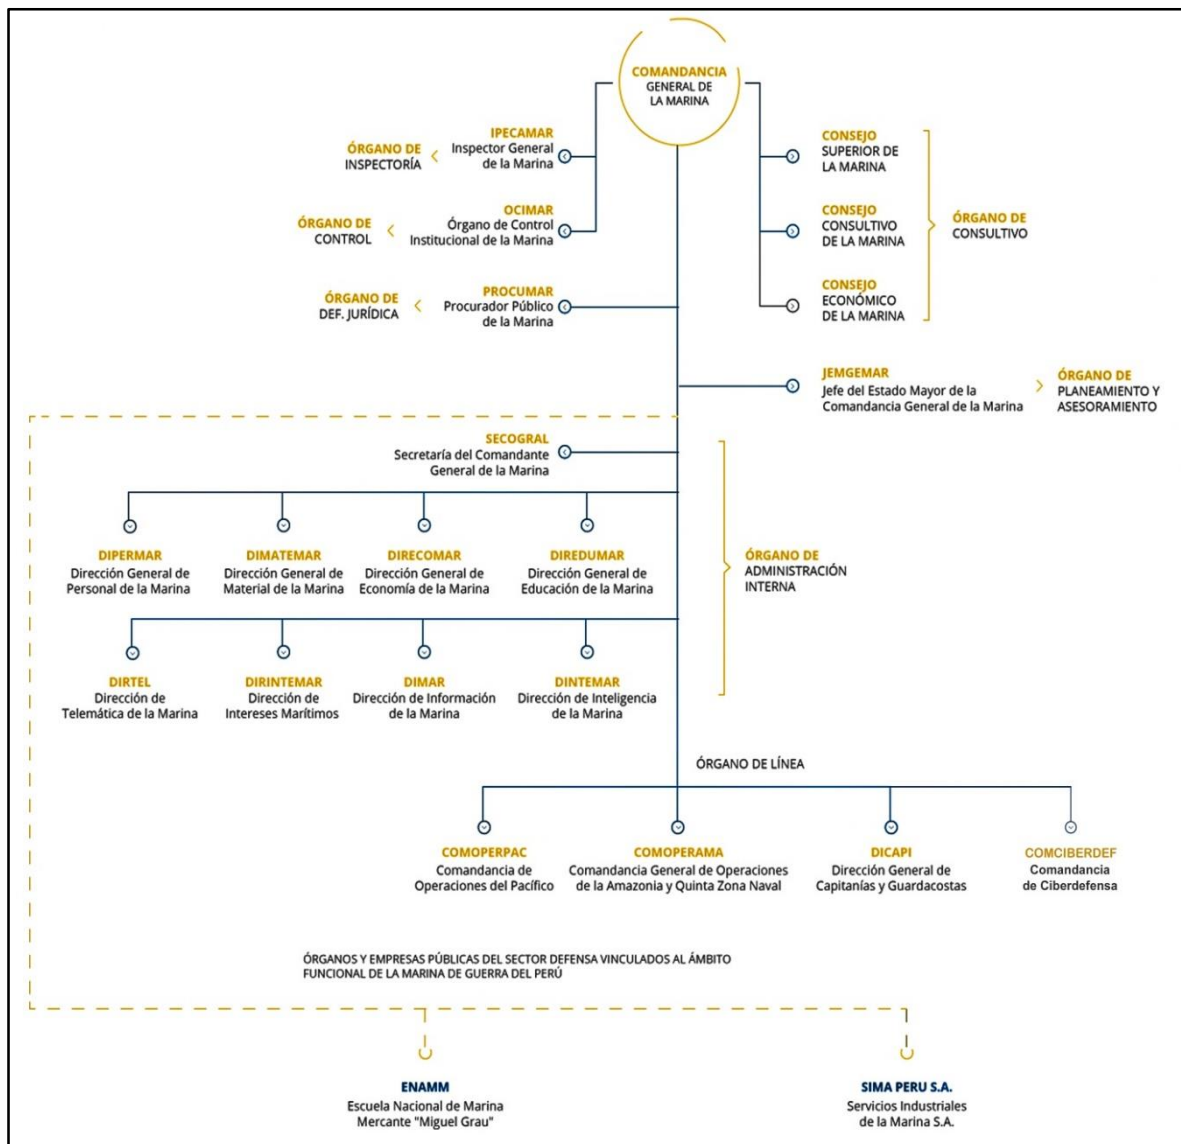 COMANDANCIA
GENERAL DE
LA MARINA
IPECAMAR
Inspector General
de la Marina
ÓRGANO DE
INSPECTORÍA
OCIMAR
Órgano de Control
Institucional de la Marina
ÓRGANO DE
CONTROL
PROCUMAR
Procurador Público
de la Marina
ÓRGANO DE
DEF. JURÍDICA
CONSEJO
SUPERIOR DE
LA MARINA
CONSEJO
CONSULTIVO
DE LA MARINA
CONSEJO
ECONÓMICO
DE LA MARINA
ÓRGANO DE
CONSULTIVO
JEMGEMAR
Jefe del Estado Mayor de la
Comandancia General de la Marina
ÓRGANO DE
PLANEAMIENTO Y
ASESORAMIENTO
SECOGRAL
Secretaría del Comandante
General de la Marina
DIPERMAR
Dirección General de
Personal de la Marina
DIMATEMAR
Dirección General de
Material de la Marina
DIRECOMAR
Dirección General de
Economía de la Marina
DIREDUMAR
Dirección General de
Educación de la Marina
ÓRGANO DE
ADMINISTRACIÓN
INTERNA
DIRTEL
Dirección de
Telemática de la Marina
DIRINTEMAR
Dirección de
Intereses Marítimos
DIMAR
Dirección de Información
de la Marina
DINTEMAR
Dirección de Inteligencia
de la Marina
ÓRGANO DE LÍNEA
COMOPERPAC
Comandancia de
Operaciones del Pacífico
COMOPERAMA
Comandancia General de Operaciones
de la Amazonia y Quinta Zona Naval
DICAPI
Dirección General de
Capitanías y Guardacostas
COMCIBERDEF
Comandancia
de Ciberdefensa
ÓRGANOS Y EMPRESAS PÚBLICAS DEL SECTOR DEFENSA VINCULADOS AL ÁMBITO
FUNCIONAL DE LA MARINA DE GUERRA DEL PERÚ
ENAMM
Escuela Nacional de Marina
Mercante "Miguel Grau"
SIMA PERU S.A.
Servicios Industriales
de la Marina S.A.